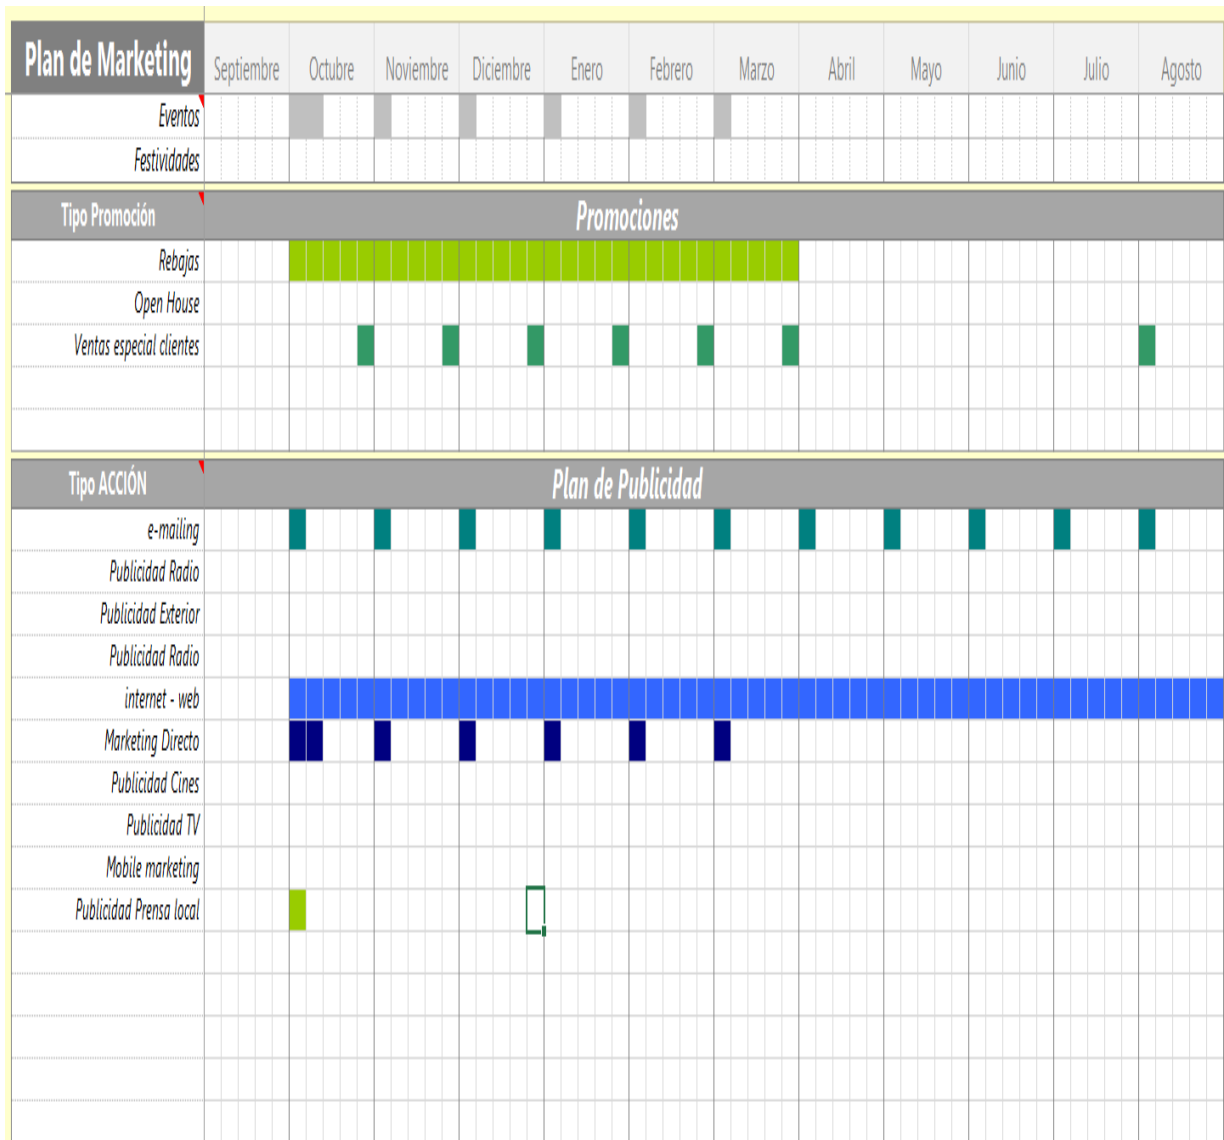 Plan de Marketing
Septiembre Octubre Noviembre Diciembre Enero Febrero Marzo Abril Mayo Junio Julio Agosto
Eventos
Festividades
Tipo Promoción Promociones
Rebajas
Open House
Ventas especial clientes
Tipo ACCIÓN Plan de Publicidad
e-mailing
Publicidad Radio
Publicidad Exterior
Publicidad Radio
internet - web
Marketing Directo
Publicidad Cines
Publicidad TV
Mobile marketing
Publicidad Prensa local